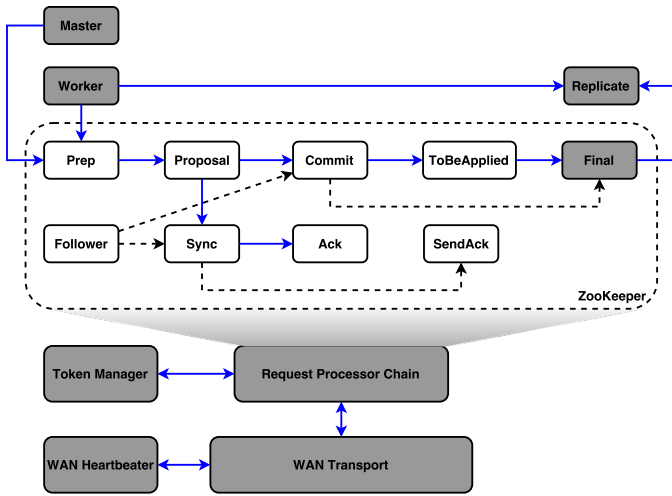 Master
Worker
Replicate
Prep
Proposal
Commit
ToBeApplied
Final
Follower
Sync
Ack
SendAck
ZooKeeper
Token Manager
Request Processor Chain
WAN Heartbeater
WAN Transport